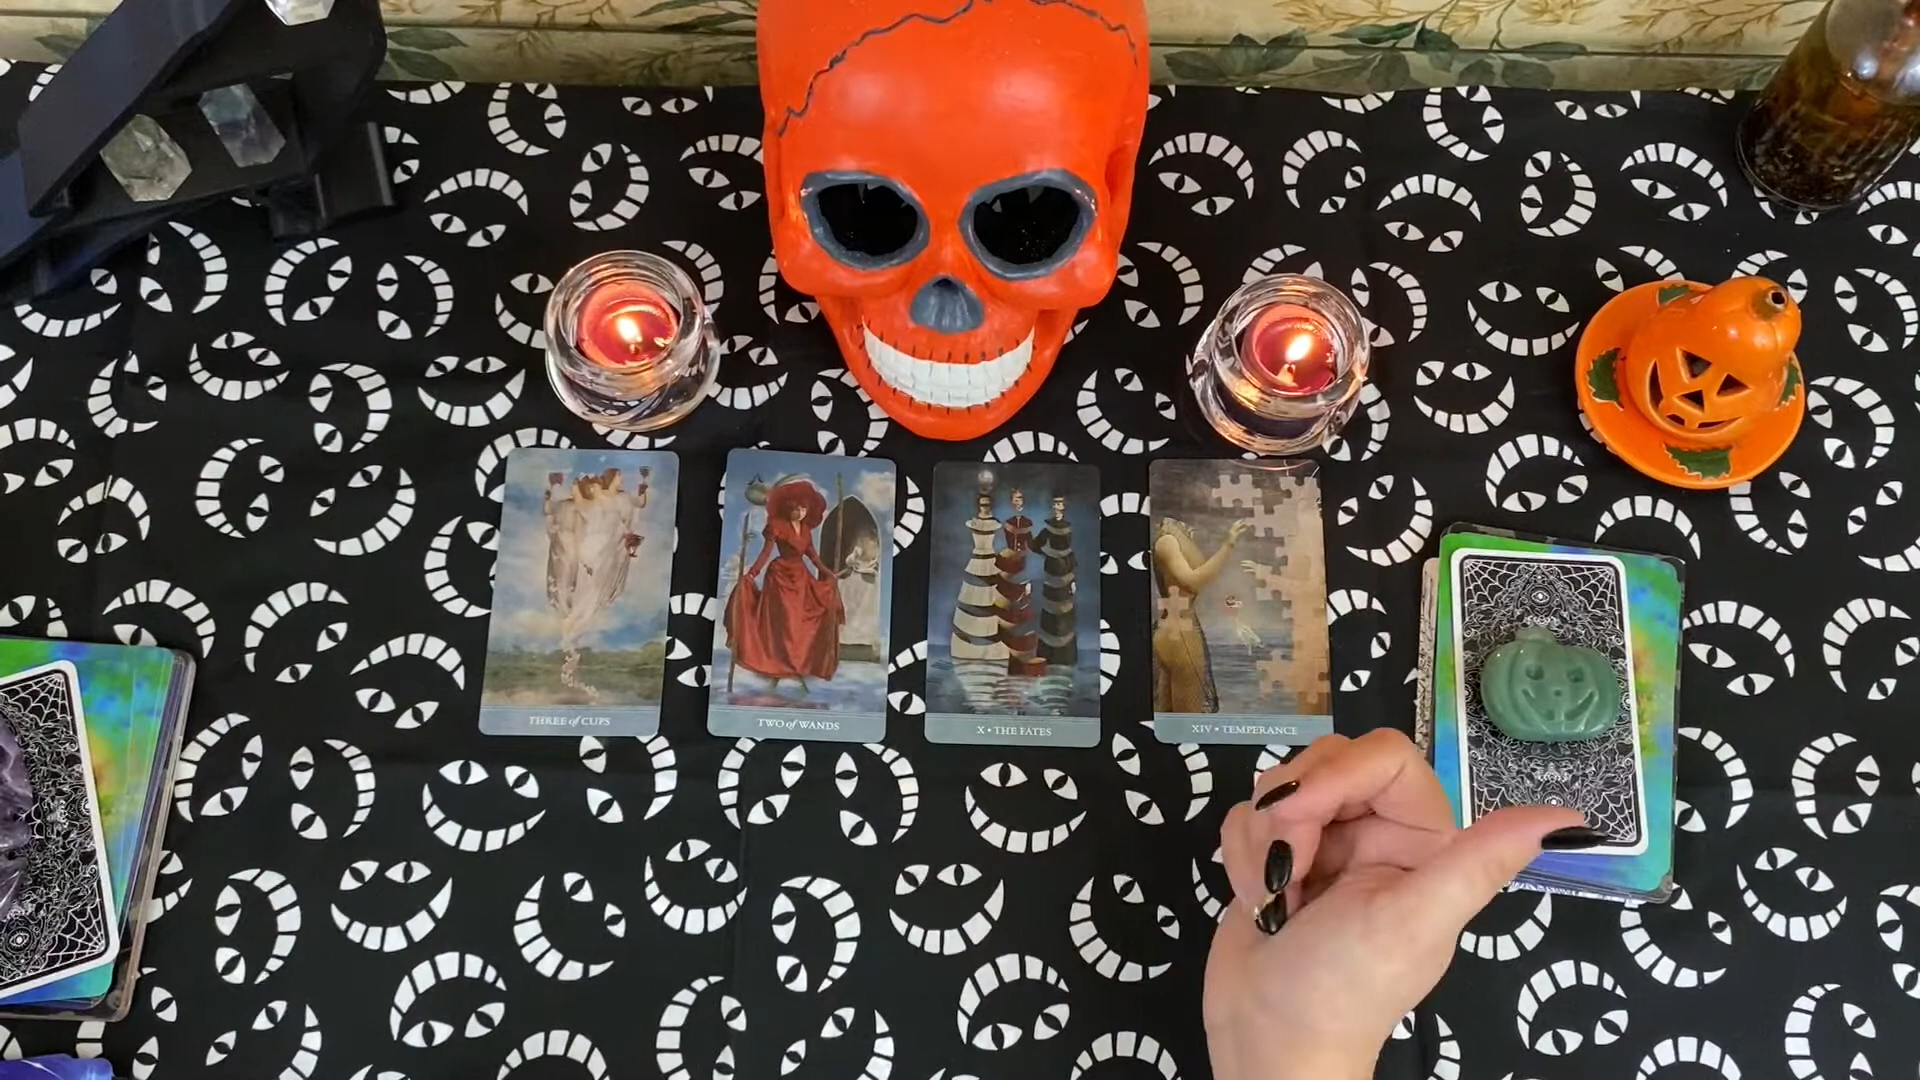 THREE of CUPS
TWO of WANDS
X • THE FATES
XIV • TEMPERANCE